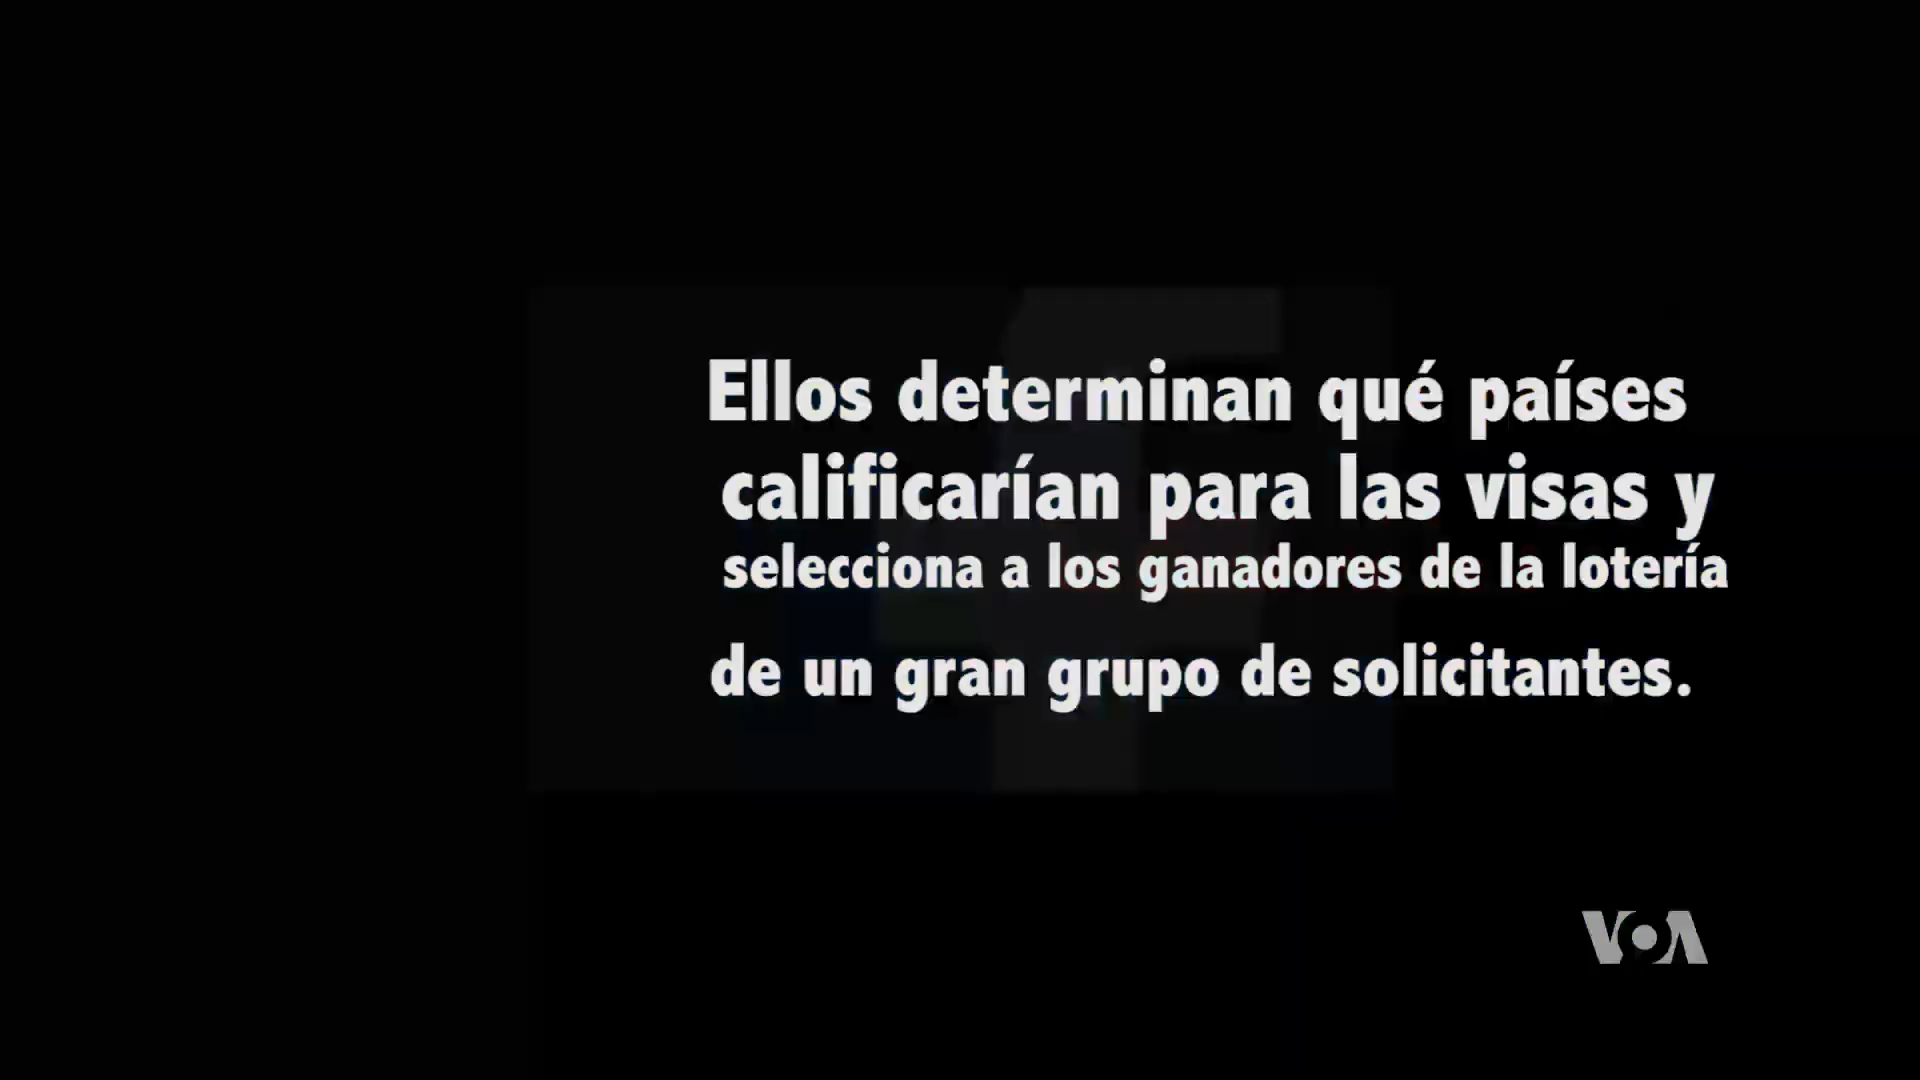 Ellos determinan qué países
calificarían para las visas y
selecciona a los ganadores de la lotería
de un gran grupo de solicitantes.
VOA